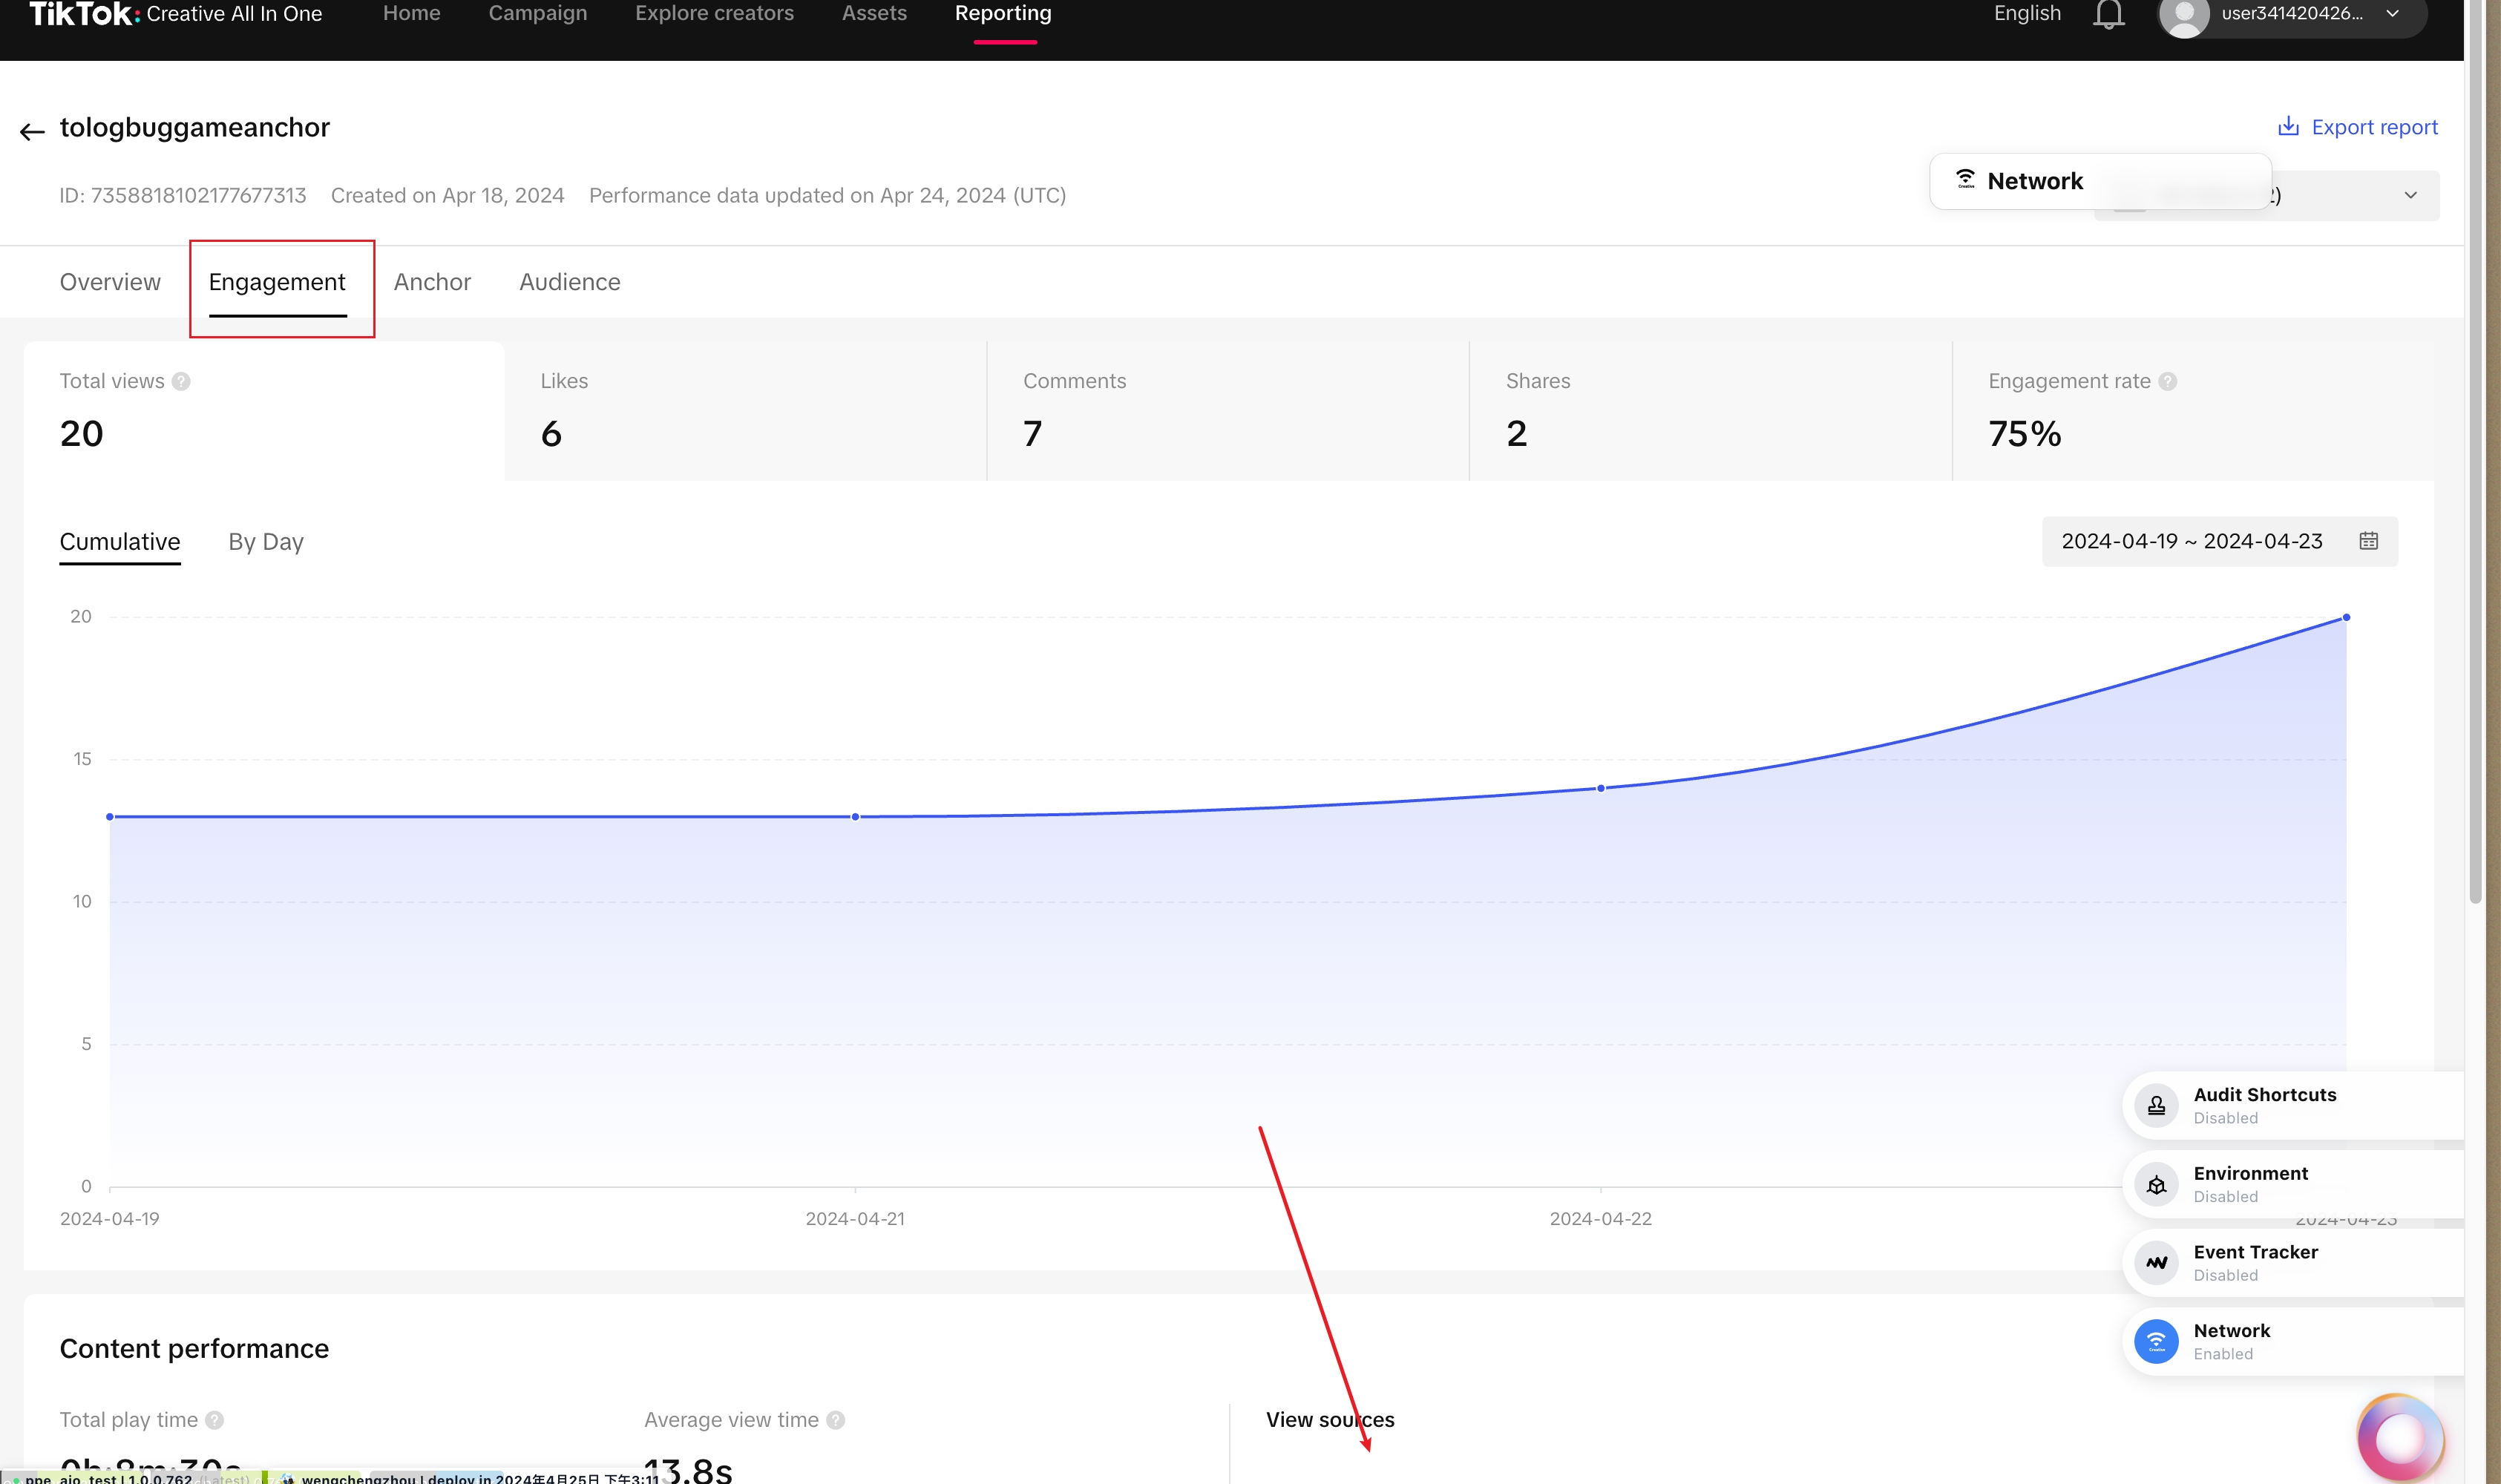 TikTok: Creative All In One Home Campaign Explore creators Assets Reporting English user341420426...
tologbuggameanchor
Export report
ID: 7358818102177677313 Created on Apr 18, 2024 Performance data updated on Apr 24, 2024 (UTC)
Network
Overview Engagement Anchor Audience
Total views Likes Comments Shares Engagement rate
20 6 7 2 75%
Cumulative By Day
2024-04-19 ~ 2024-04-23
20
15
10
5
0
2024-04-19 2024-04-21 2024-04-22 2024-04-23
Audit Shortcuts
Disabled
Environment
Disabled
Event Tracker
Disabled
Network
Enabled
Content performance
Total play time Average view time View sources
0h:8m:30s 13.8s
ppe_aio_test | 1.0.0.762 (Latest) wengchengzhou | deploy in 2024年4月25日 下午3:11